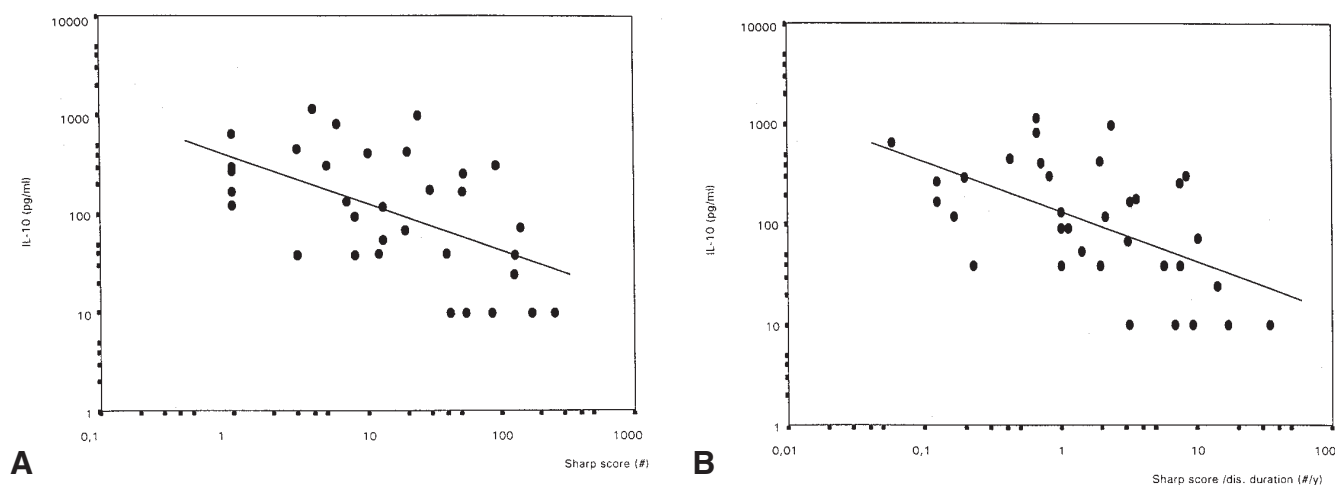 10000
1000
100
10
1
IL-10 (pg/ml)
0,1 1 10 100 1000
Sharp score (#)
A
10000
1000
100
10
1
IL-10 (pg/ml)
0,01 0,1 1 10 100
Sharp score /dis. duration (#/y)
B